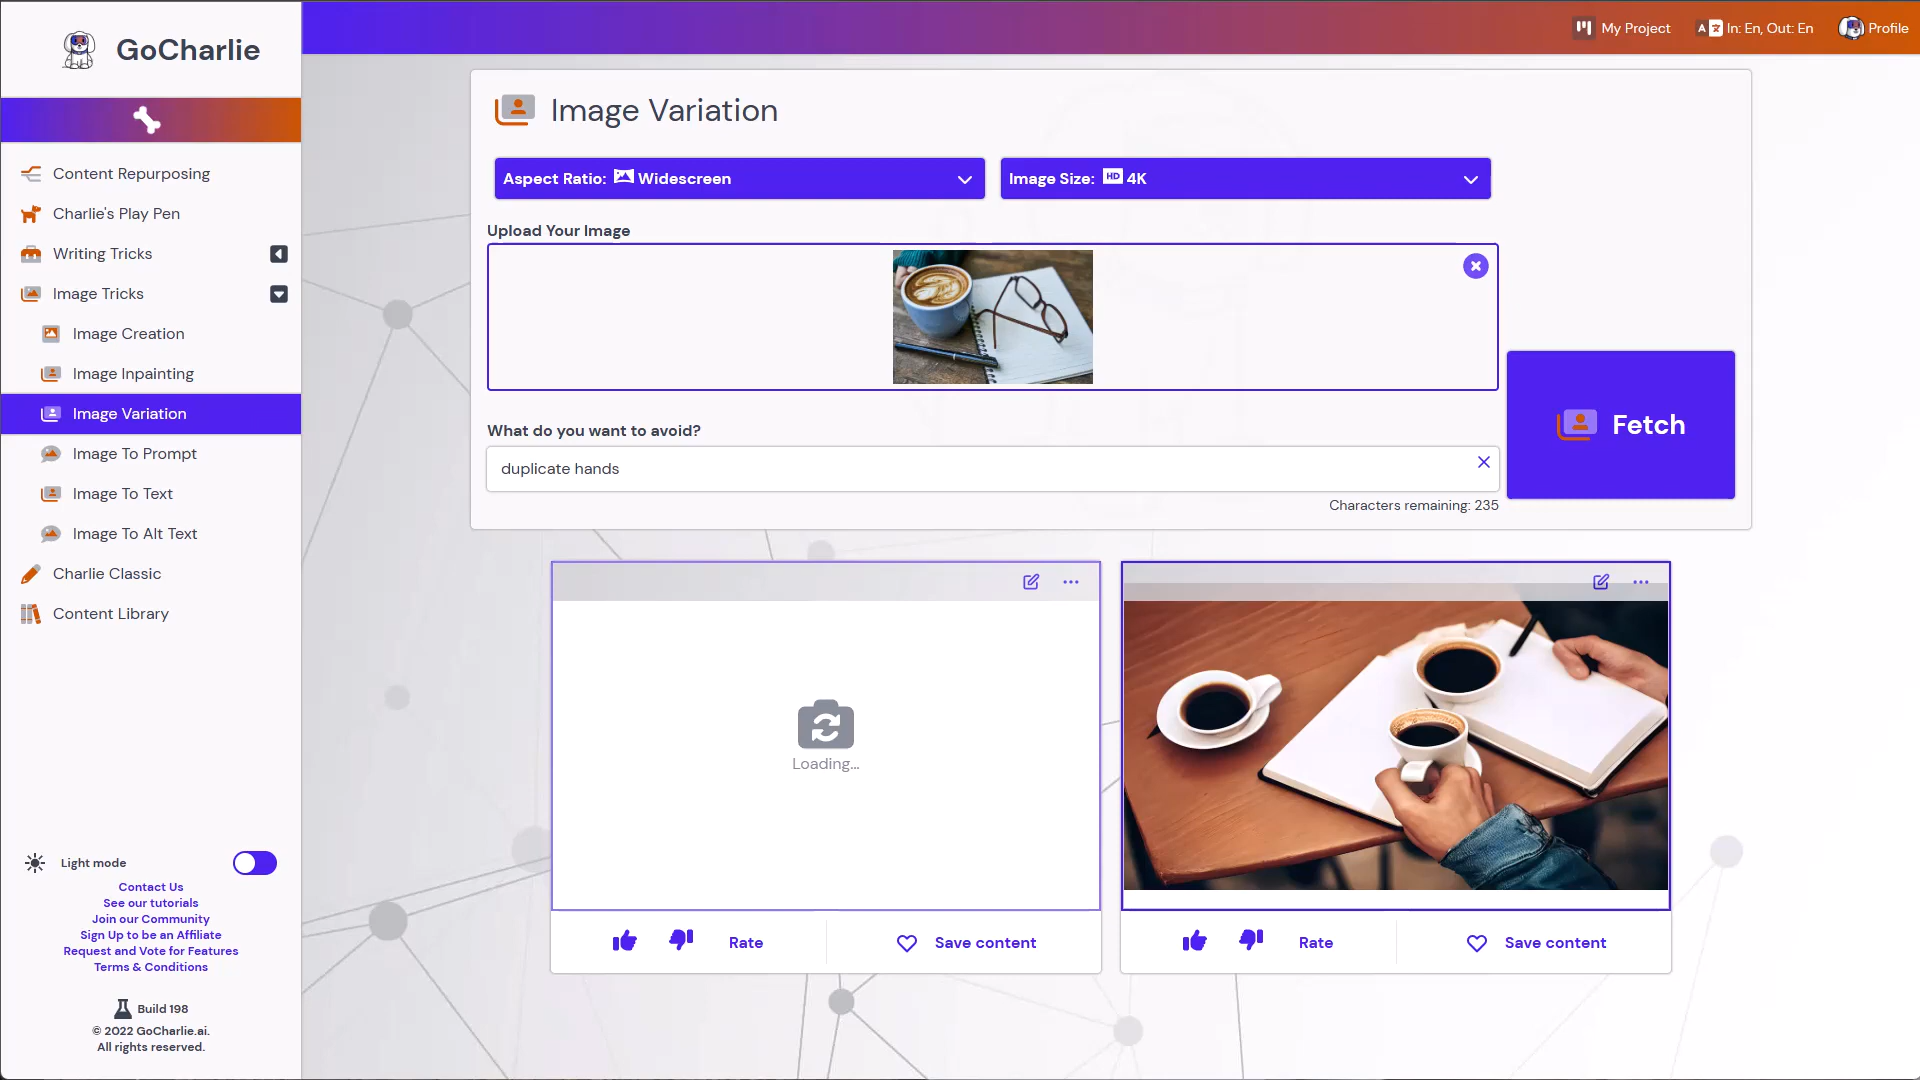 GoCharlie
My Project
In: En, Out: En
Profile
Content Repurposing
Charlie's Play Pen
Writing Tricks
Image Tricks
Image Creation
Image Inpainting
Image Variation
Image To Prompt
Image To Text
Image To Alt Text
Charlie Classic
Content Library
Light mode
Contact Us
See our tutorials
Join our Community
Sign Up to be an Affiliate
Request and Vote for Features
Terms & Conditions
Build 198
© 2022 GoCharlie.ai.
All rights reserved.
Image Variation
Aspect Ratio: Widescreen
Image Size: HD 4K
Upload Your Image
What do you want to avoid?
duplicate hands
Characters remaining: 235
Fetch
Loading...
Rate
Save content
Rate
Save content